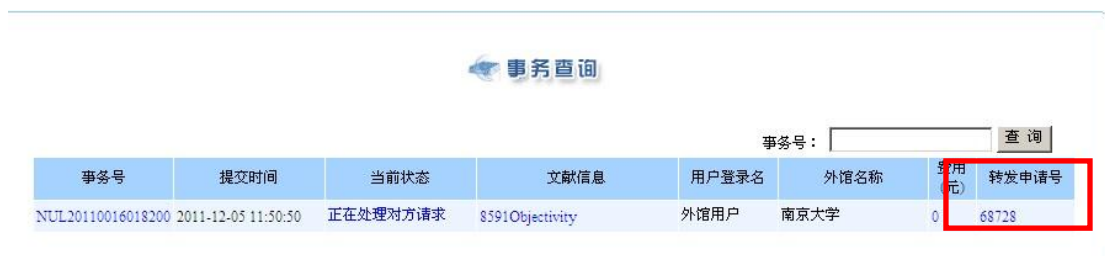 事务查询
事务号： 查 询
事务号 提交时间 当前状态 文献信息 用户登录名 外馆名称 费用(元) 转发申请号
NUL20110016018200 2011-12-05 11:50:50 正在处理对方请求 8591Objectivity 外馆用户 南京大学 0 68728